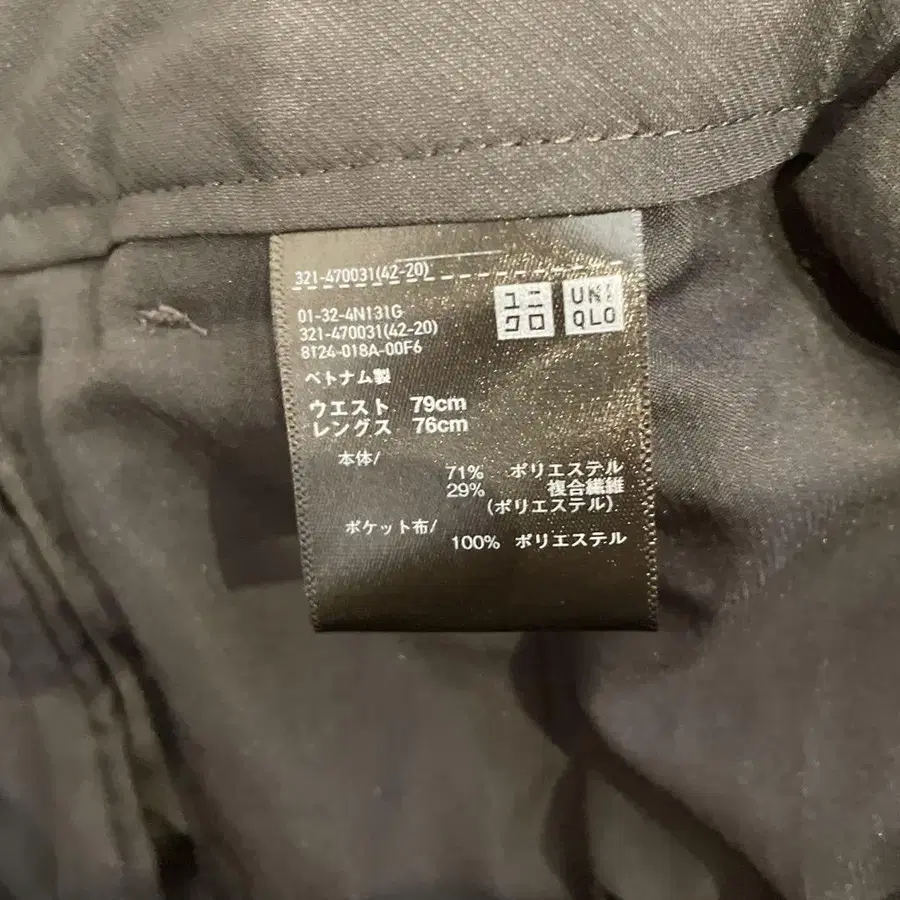 321-470031(42-20)
ユニ
クロ
UNI
QLO
01-32-4N131G
321-470031(42-20)
8T24-018A-00F6
ベトナム製
ウエスト 79cm
レングス 76cm
本体/
71% ポリエステル
29% 複合繊維
(ポリエステル)
ポケット布/
100% ポリエステル